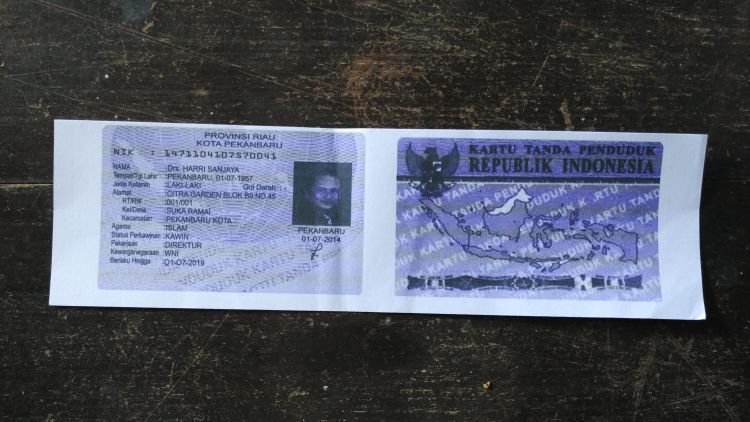 PROVINSI RIAU
KOTA PEKANBARU
NIK : 1471104107570041
NAMA : Drs. HARRI SANJAYA
Tempat/Tgl Lahir : PEKANBARU, 01-07-1957
Jenis Kelamin : LAKI-LAKI Gol Darah : -
Alamat : CITRA GARDEN BLOK B9 NO.45
RT/RW : 001/001
Kel/Desa : SUKA RAMAI
Kecamatan : PEKANBARU KOTA
Agama : ISLAM
Status Perkawinan : KAWIN
Pekerjaan : DIREKTUR
Kewarganegaraan : WNI
Berlaku Hingga : 01-07-2019
PEKANBARU
01-07-2014
KARTU TANDA PENDUDUK
REPUBLIK INDONESIA